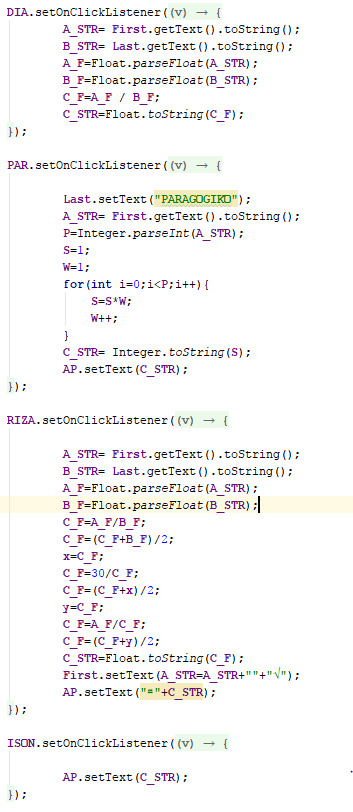 DIA.setOnClickListener((v) → {
A_STR= First.getText().toString();
B_STR= Last.getText().toString();
A_F=Float.parseFloat(A_STR);
B_F=Float.parseFloat(B_STR);
C_F=A_F / B_F;
C_STR=Float.toString(C_F);
});
PAR.setOnClickListener((v) → {
Last.setText("PARAGOGIKO");
A_STR= First.getText().toString();
P=Integer.parseInt(A_STR);
S=1;
W=1;
for(int i=0;i<P;i++){
S=S*W;
W++;
}
C_STR= Integer.toString(S);
AP.setText(C_STR);
});
RIZA.setOnClickListener((v) → {
A_STR= First.getText().toString();
B_STR= Last.getText().toString();
A_F=Float.parseFloat(A_STR);
B_F=Float.parseFloat(B_STR);
C_F=A_F/B_F;
C_F=(C_F+B_F)/2;
x=C_F;
C_F=30/C_F;
C_F=(C_F+x)/2;
y=C_F;
C_F=A_F/C_F;
C_F=(C_F+y)/2;
C_STR=Float.toString(C_F);
First.setText(A_STR=A_STR+""+"√");
AP.setText("="+C_STR);
});
ISON.setOnClickListener((v) → {
AP.setText(C_STR);
});